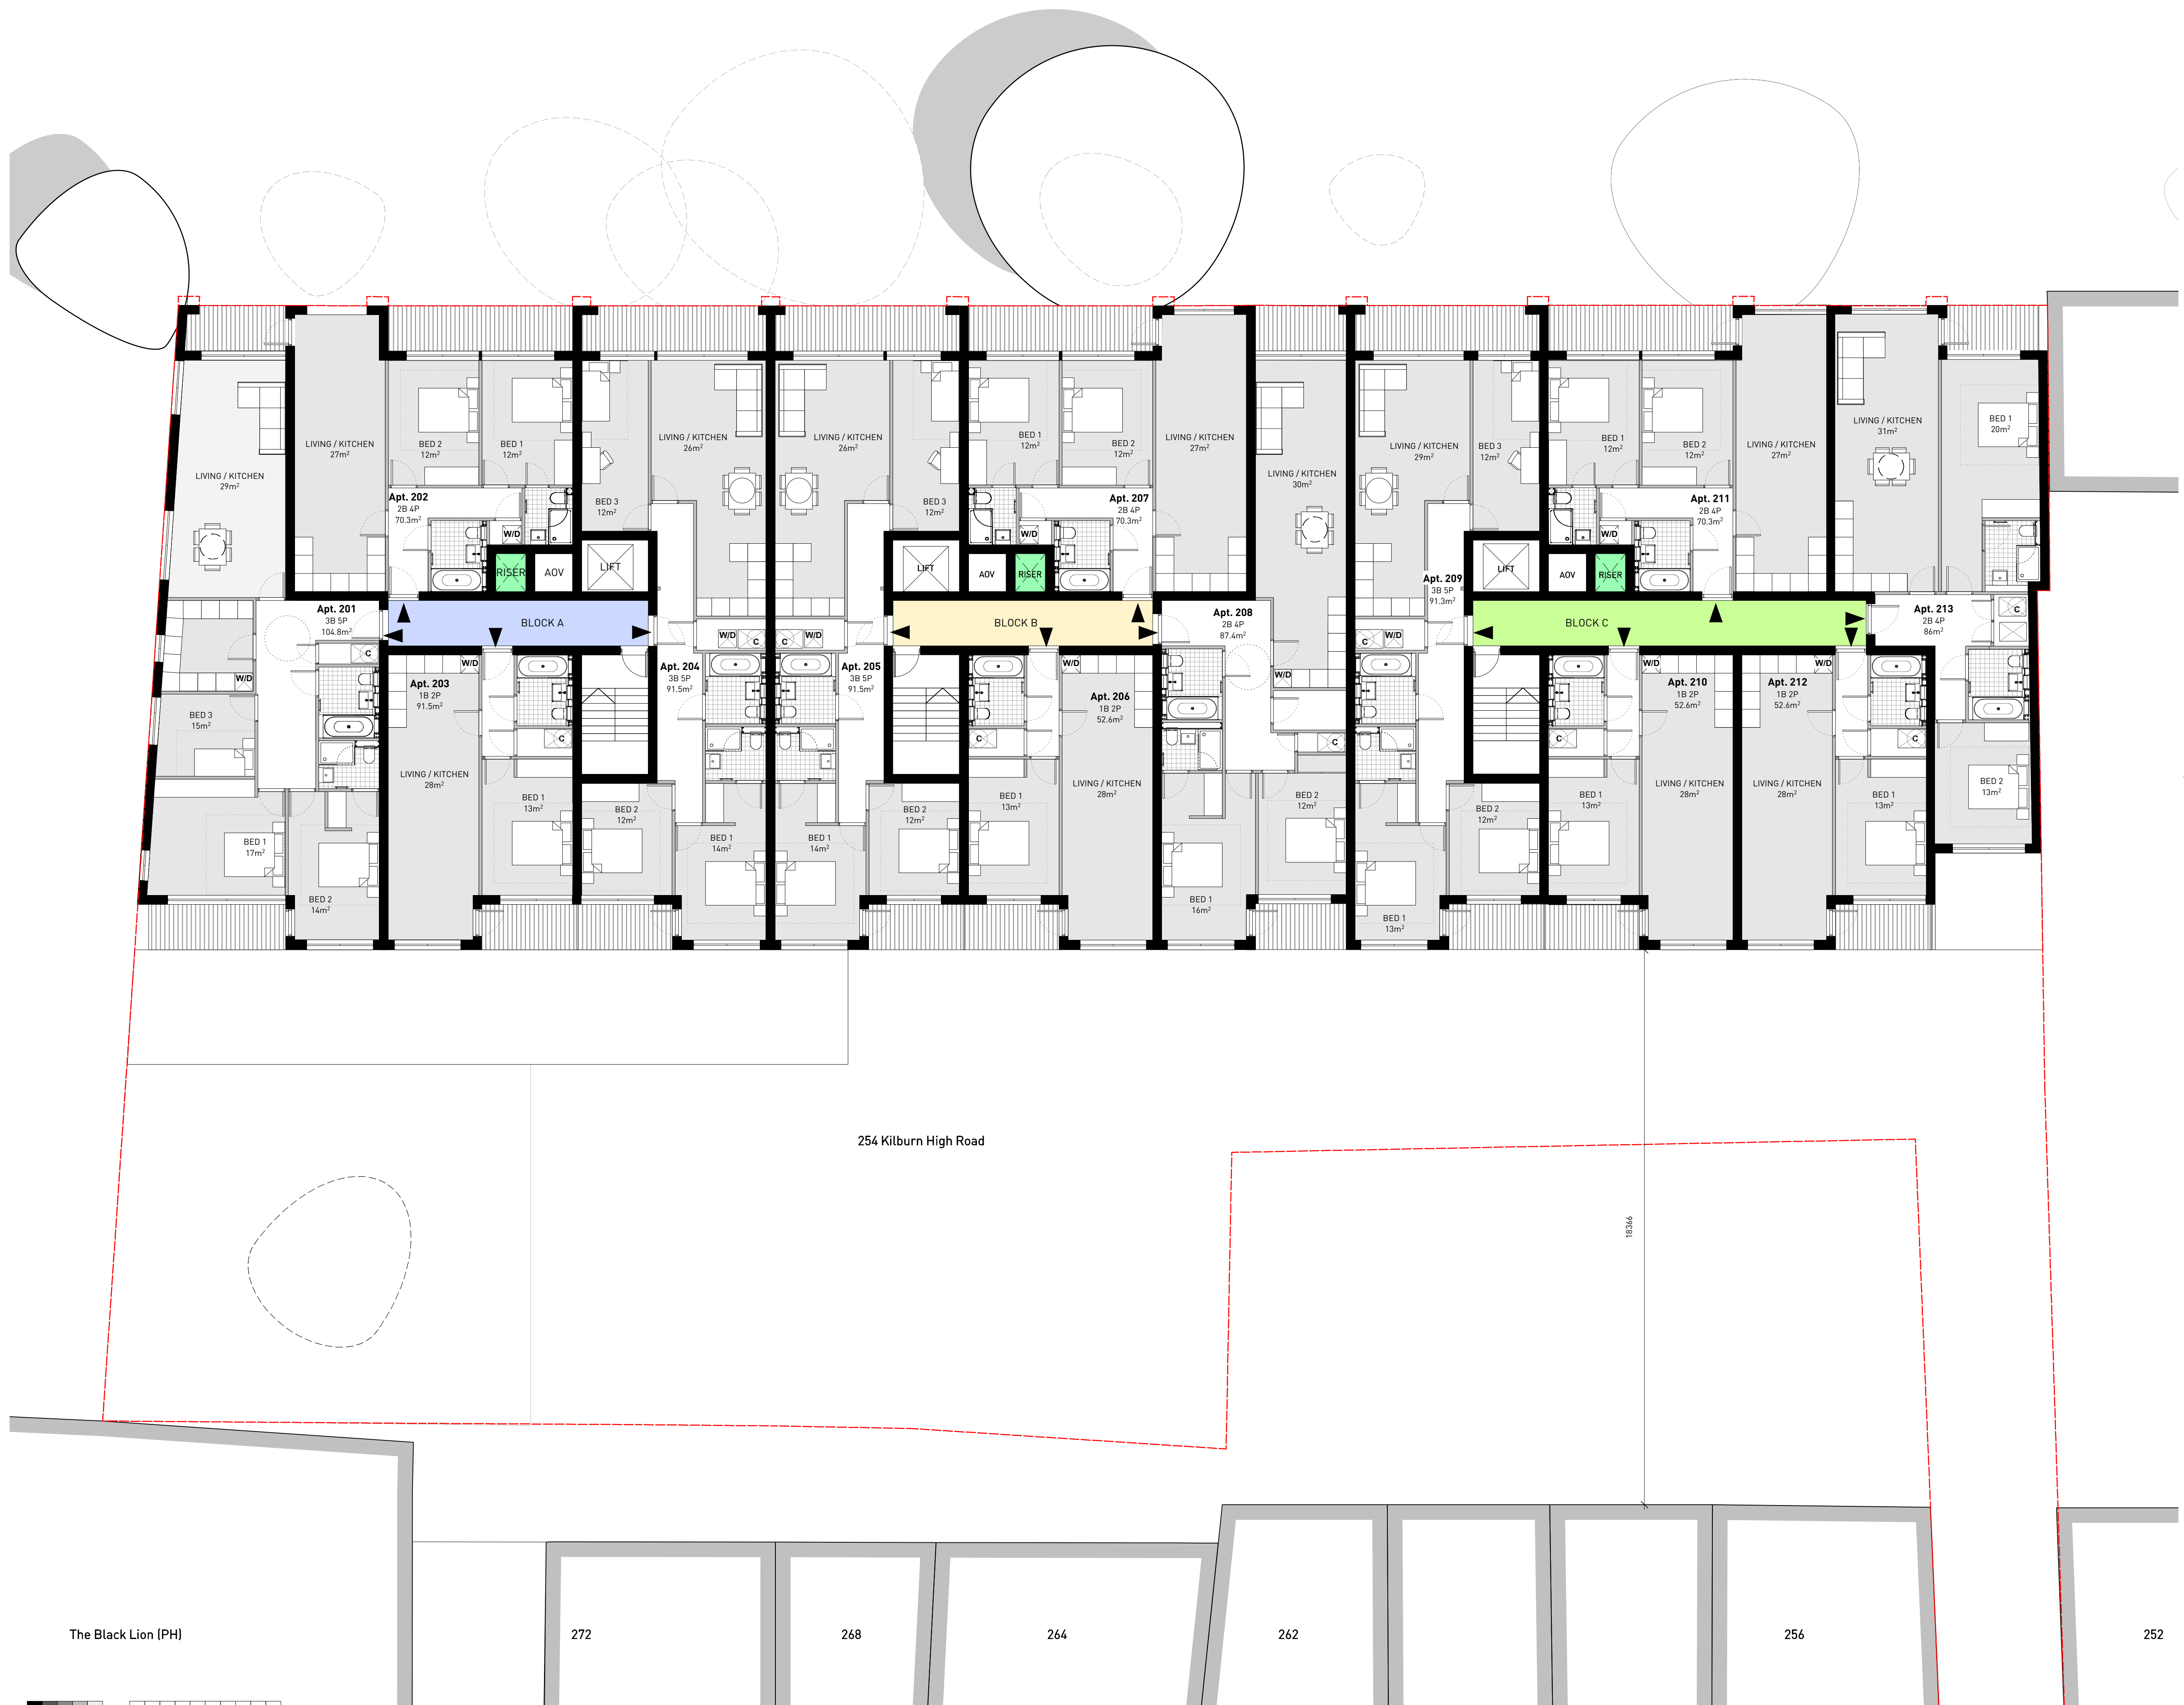 LIVING / KITCHEN
29m²
LIVING / KITCHEN
27m²
BED 2
12m²
BED 1
12m²
BED 3
12m²
LIVING / KITCHEN
26m²
LIVING / KITCHEN
26m²
BED 3
12m²
BED 1
12m²
BED 2
12m²
LIVING / KITCHEN
27m²
LIVING / KITCHEN
30m²
LIVING / KITCHEN
29m²
BED 3
12m²
BED 1
12m²
BED 2
12m²
LIVING / KITCHEN
27m²
LIVING / KITCHEN
31m²
BED 1
20m²
Apt. 202
2B 4P
70.3m²
W/D
RISER
AOV
LIFT
LIFT
AOV
RISER
W/D
Apt. 207
2B 4P
70.3m²
Apt. 209
3B 5P
91.3m²
LIFT
AOV
RISER
W/D
Apt. 211
2B 4P
70.3m²
Apt. 201
3B 5P
104.8m²
C
W/D
BLOCK A
W/D
C
C
W/D
BLOCK B
Apt. 208
2B 4P
87.4m²
W/D
C
C
W/D
BLOCK C
Apt. 213
2B 4P
86m²
C
Apt. 203
1B 2P
91.5m²
W/D
C
Apt. 204
3B 5P
91.5m²
Apt. 205
3B 5P
91.5m²
C
W/D
Apt. 206
1B 2P
52.6m²
C
W/D
Apt. 210
1B 2P
52.6m²
Apt. 212
1B 2P
52.6m²
W/D
C
BED 3
15m²
BED 1
17m²
BED 2
14m²
LIVING / KITCHEN
28m²
BED 1
13m²
BED 2
12m²
BED 1
14m²
BED 1
14m²
BED 2
12m²
BED 1
13m²
LIVING / KITCHEN
28m²
BED 1
16m²
BED 2
12m²
BED 1
13m²
BED 2
12m²
BED 1
13m²
LIVING / KITCHEN
28m²
LIVING / KITCHEN
28m²
BED 1
13m²
BED 2
13m²
254 Kilburn High Road
18366
The Black Lion (PH)
272
268
264
262
256
252